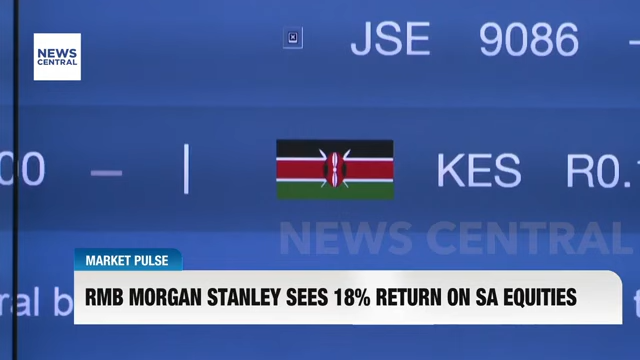 JSE 9086 –
NEWS
CENTRAL
00 – | KES R0.1
NEWS CENTRAL
MARKET PULSE
RMB MORGAN STANLEY SEES 18% RETURN ON SA EQUITIES